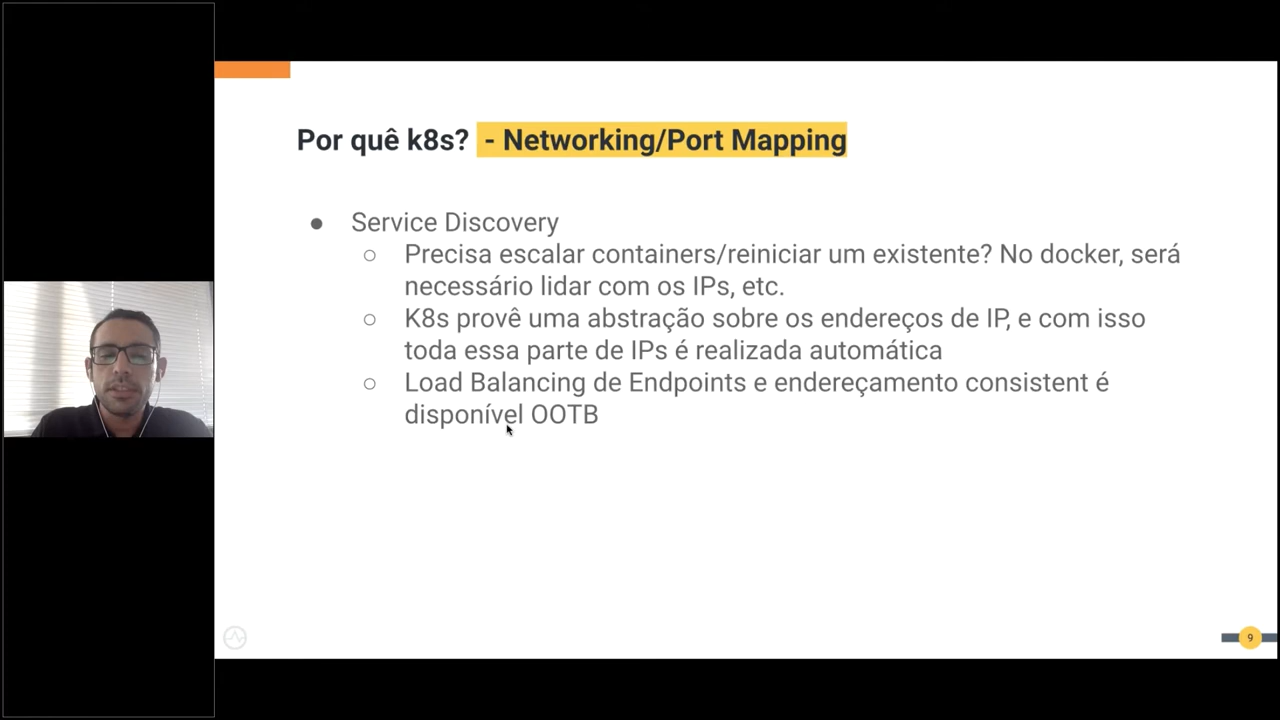 Por quê k8s? - Networking/Port Mapping
● Service Discovery
○ Precisa escalar containers/reiniciar um existente? No docker, será
necessário lidar com os IPs, etc.
○ K8s provê uma abstração sobre os endereços de IP, e com isso
toda essa parte de IPs é realizada automática
○ Load Balancing de Endpoints e endereçamento consistent é
disponível OOTB
9